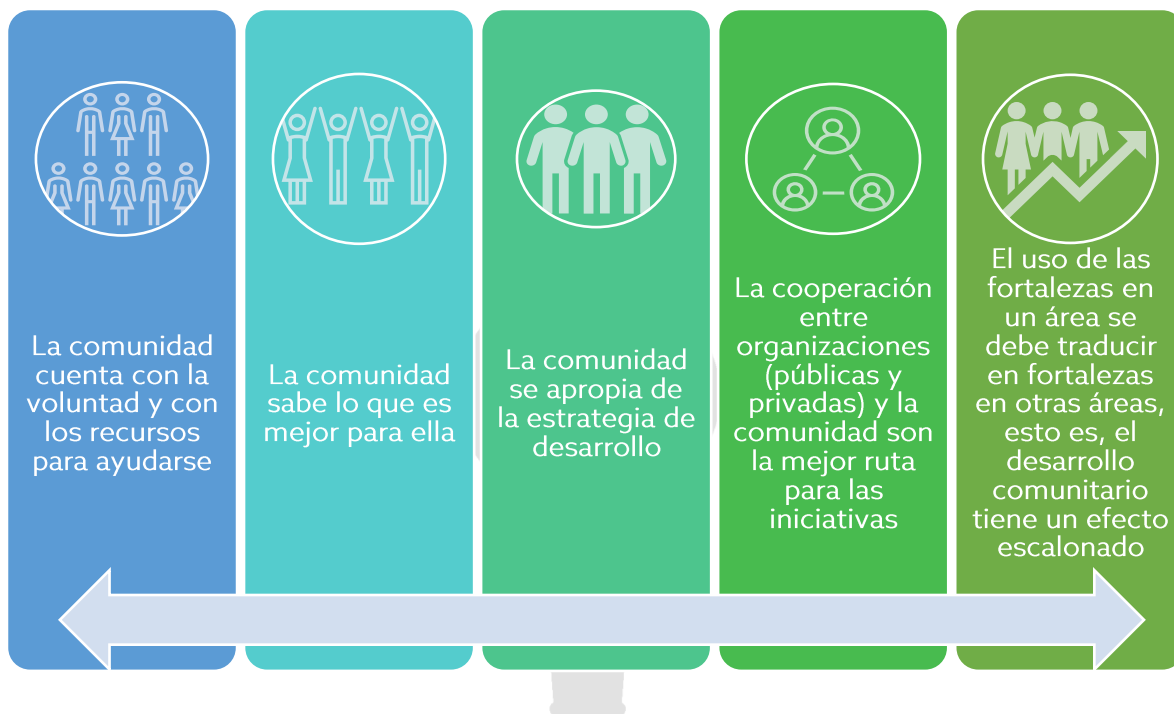 La comunidad
cuenta con la
voluntad y con
los recursos
para ayudarse
La comunidad
sabe lo que es
mejor para ella
La comunidad
se apropia de
la estrategia de
desarrollo
La cooperación
entre
organizaciones
(públicas y
privadas) y la
comunidad son
la mejor ruta
para las
iniciativas
El uso de las
fortalezas en
un área se
debe traducir
en fortalezas
en otras áreas,
esto es, el
desarrollo
comunitario
tiene un efecto
escalonado